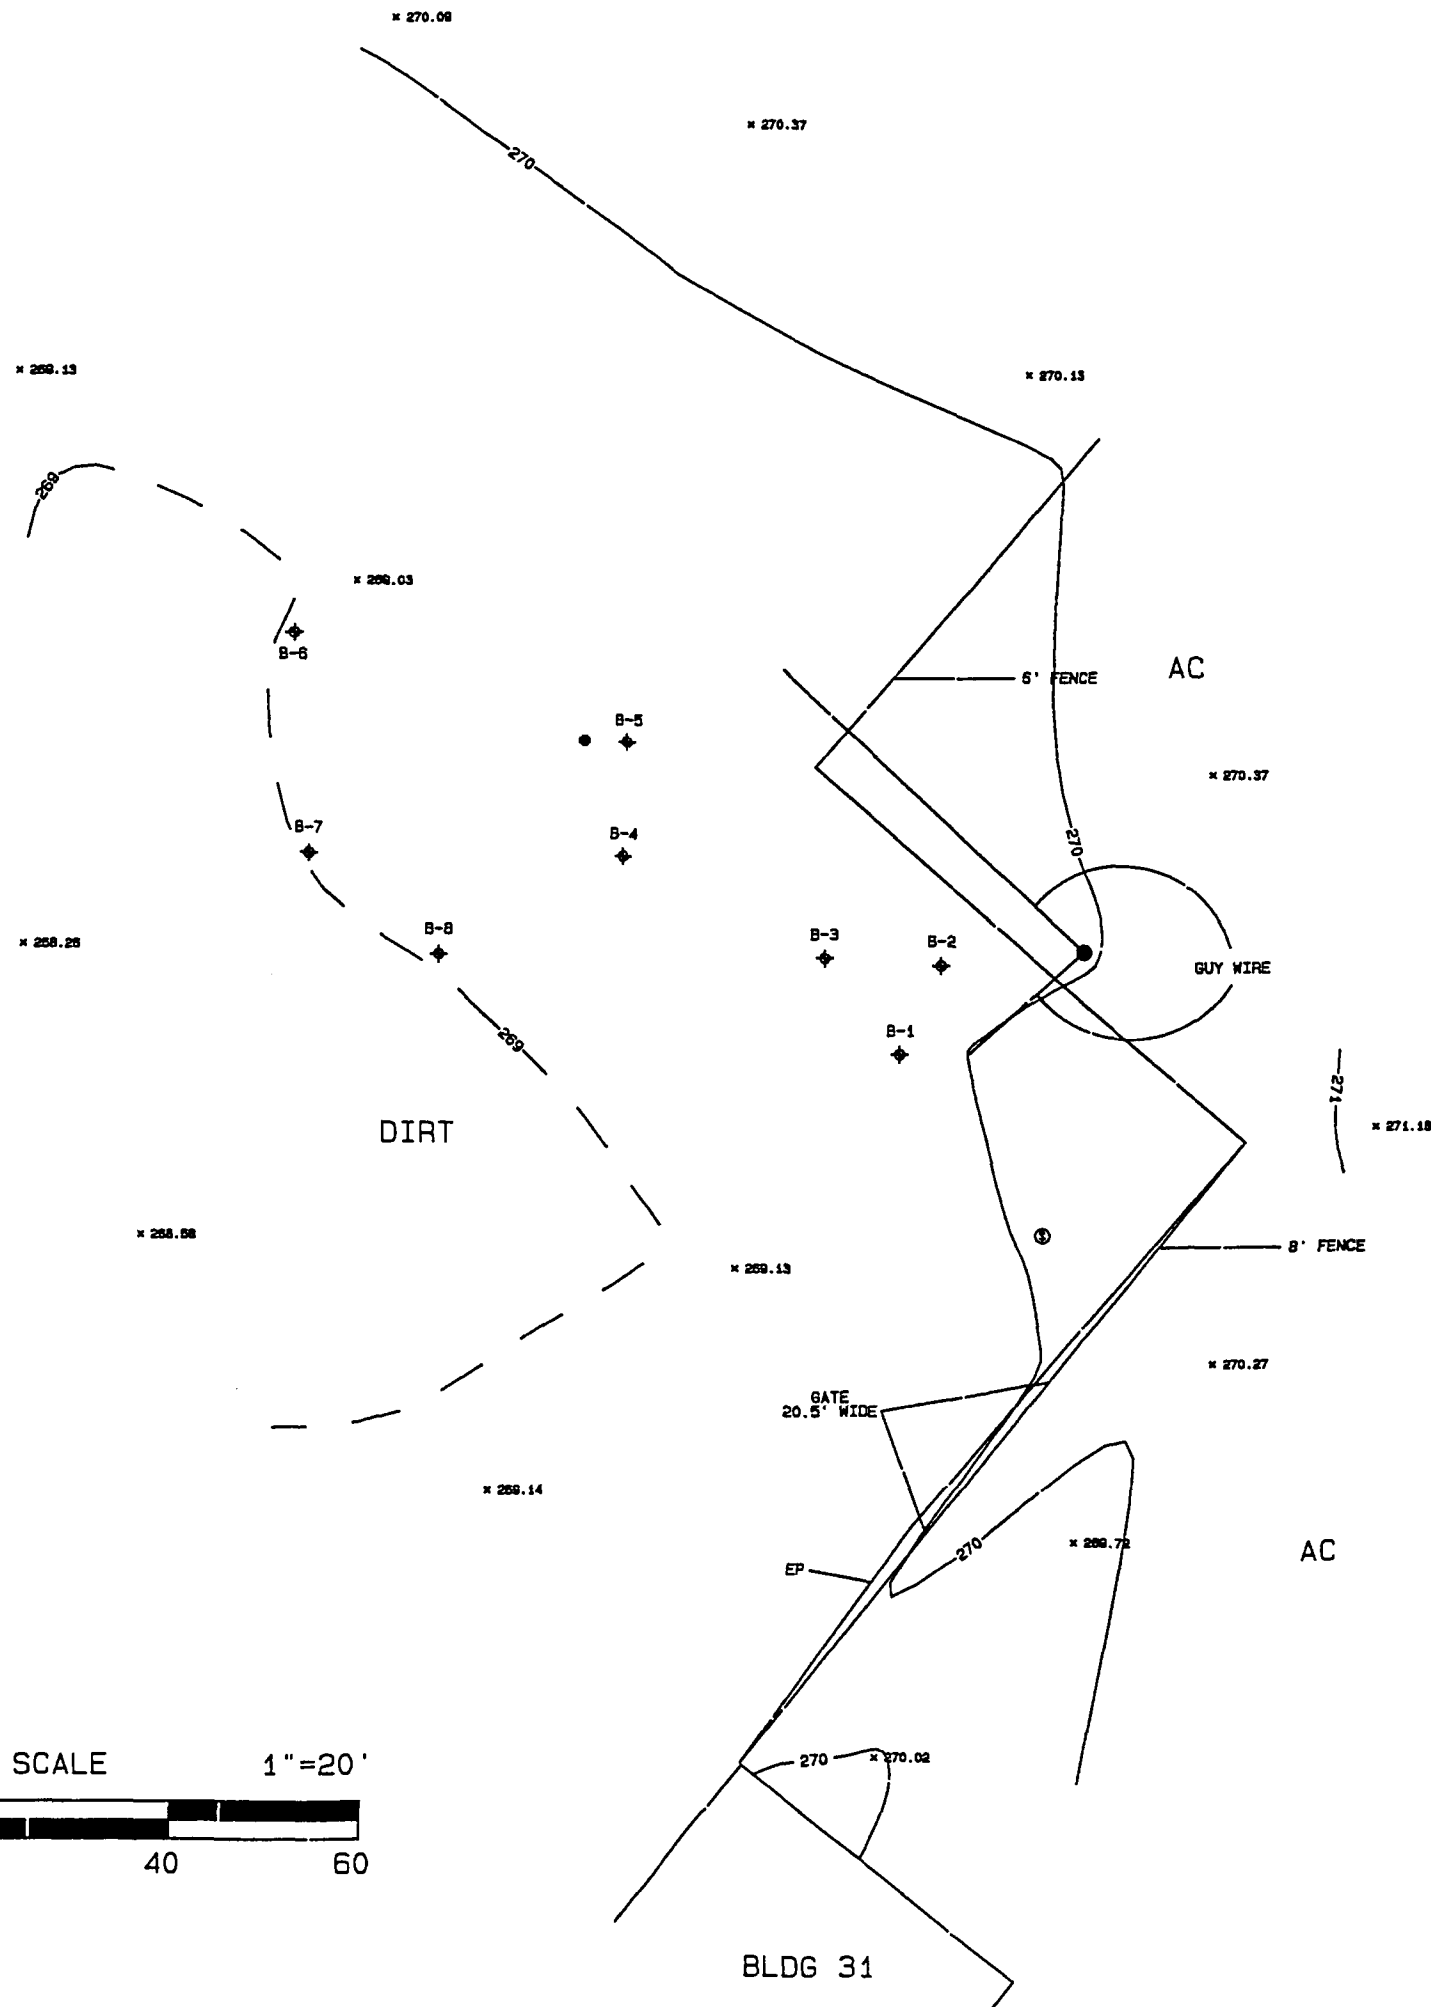 × 270.09
× 270.37
270
× 269.13
× 270.13
269
× 269.03
B-6
6' FENCE
AC
B-5
× 270.37
B-7
B-4
270
× 268.26
B-8
B-3
B-2
GUY WIRE
B-1
269
271
DIRT
× 271.18
× 268.58
$
8' FENCE
× 269.13
× 270.27
GATE
20.5' WIDE
× 269.14
270
× 269.72
AC
EP
SCALE 1"=20'
270
× 270.02
40 60
BLDG 31